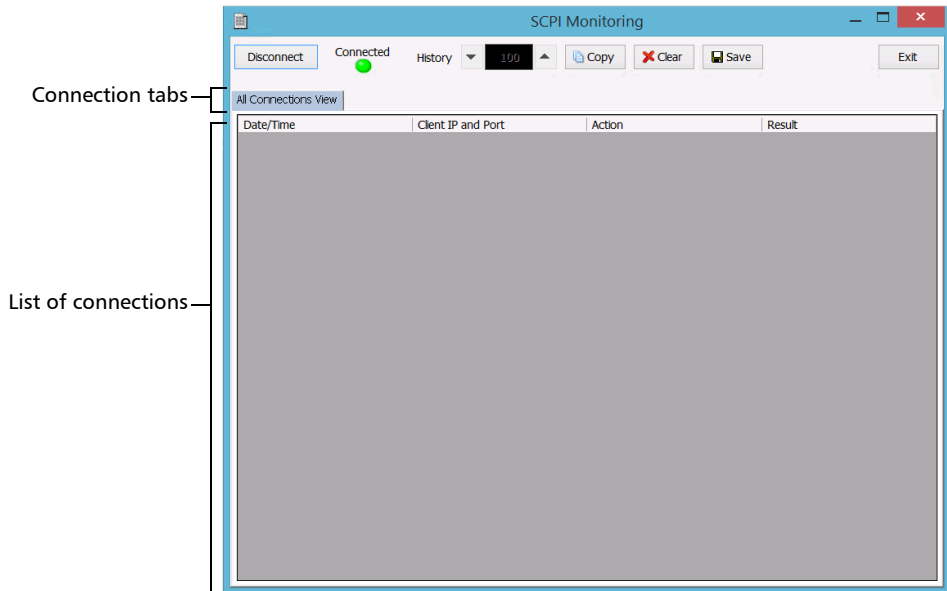 SCPI Monitoring
Disconnect Connected History 100 Copy Clear Save Exit
Connection tabs
All Connections View
Date/Time Client IP and Port Action Result
List of connections